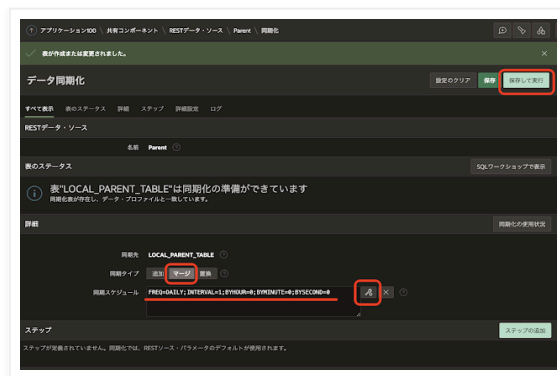 アプリケーション100 \ 共有コンポーネント \ RESTデータ・ソース \ Parent \ 同期化
表が作成または変更されました。
データ同期化
設定のクリア 保存 保存して実行
すべて表示 表のステータス 詳細 ステップ 詳細設定 ログ
RESTデータ・ソース
名前 Parent
表のステータス
SQLワークショップで表示
表"LOCAL_PARENT_TABLE"は同期化の準備ができています
同期化表が存在し、データ・プロファイルと一致しています。
詳細
同期化の使用状況
同期先 LOCAL_PARENT_TABLE
同期タイプ 追加 マージ 置換
同期スケジュール FREQ=DAILY;INTERVAL=1;BYHOUR=0;BYMINUTE=0;BYSECOND=0
ステップ
ステップの追加
ステップが定義されていません。同期化では、RESTソース・パラメータのデフォルトが使用されます。